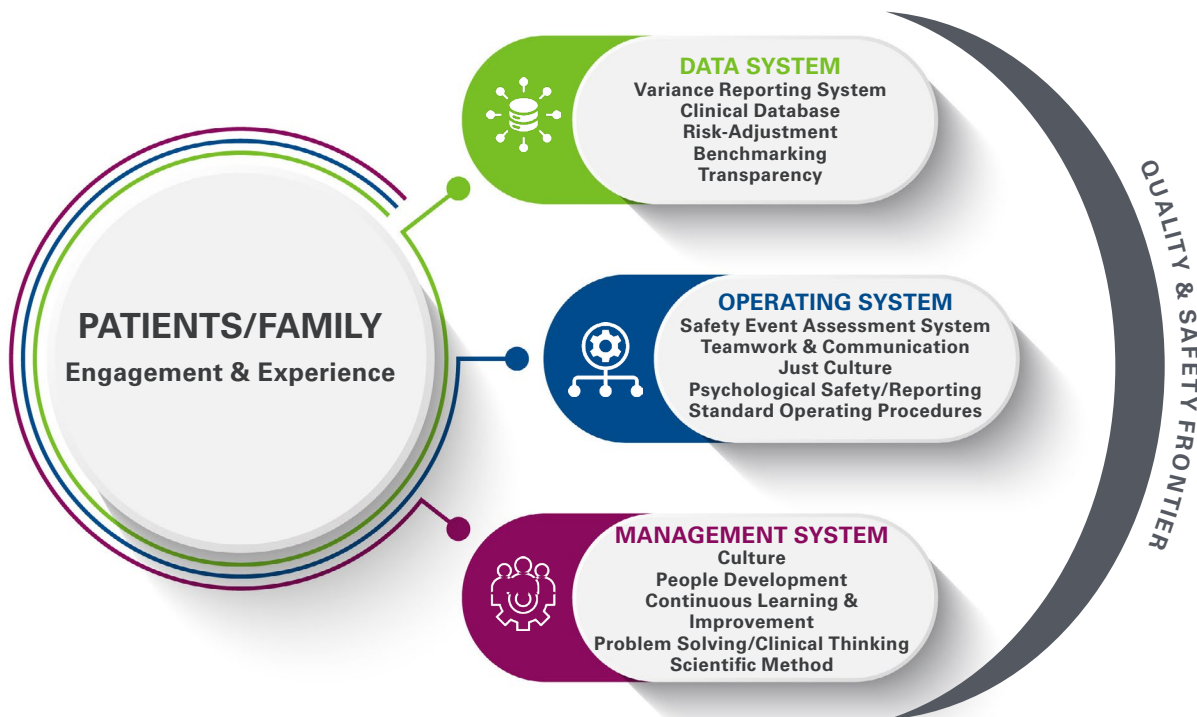 PATIENTS/FAMILY
Engagement & Experience
DATA SYSTEM
Variance Reporting System
Clinical Database
Risk-Adjustment
Benchmarking
Transparency
OPERATING SYSTEM
Safety Event Assessment System
Teamwork & Communication
Just Culture
Psychological Safety/Reporting
Standard Operating Procedures
MANAGEMENT SYSTEM
Culture
People Development
Continuous Learning &
Improvement
Problem Solving/Clinical Thinking
Scientific Method
QUALITY & SAFETY FRONTIER